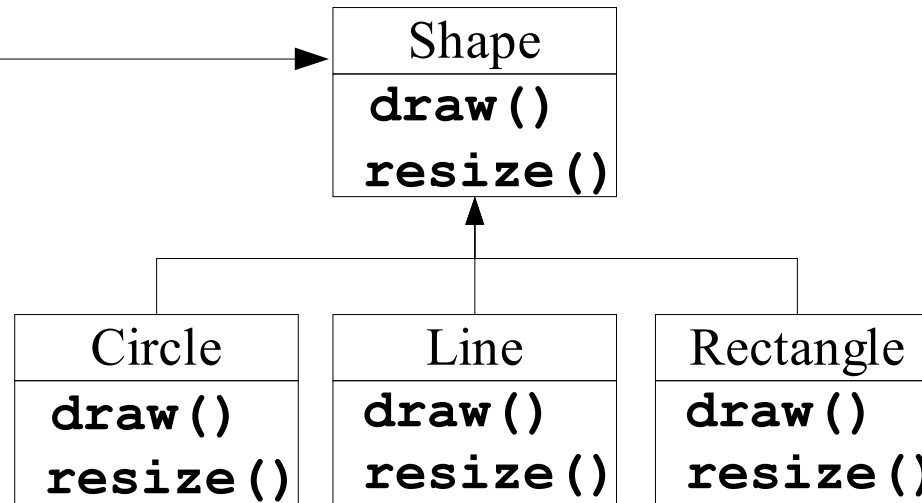 Shape
draw()
resize()
Circle
draw()
resize()
Line
draw()
resize()
Rectangle
draw()
resize()